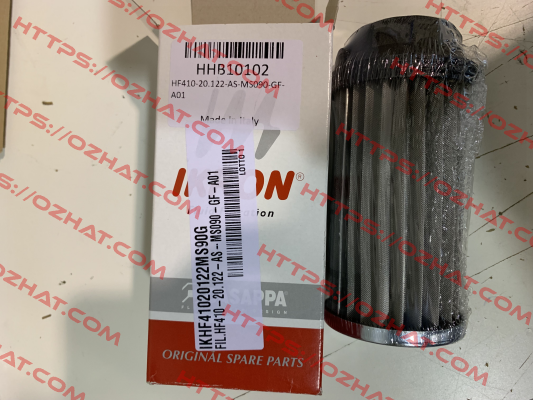 HHB10102
HF410-20.122-AS-MS090-GF-
A01
Made in Italy
ORIGINAL SPARE PARTS
IKHF41020122MS90G
FIL.HF410-20.122-AS-MS090-GF-A01
LOTTO
HTTPS://OZHAT.COM
HTTPS://OZHAT.COM
HTTPS://OZHAT.COM
HTTPS://OZHAT.COM
HTTPS://OZHAT.COM
HTTPS://OZHAT.COM